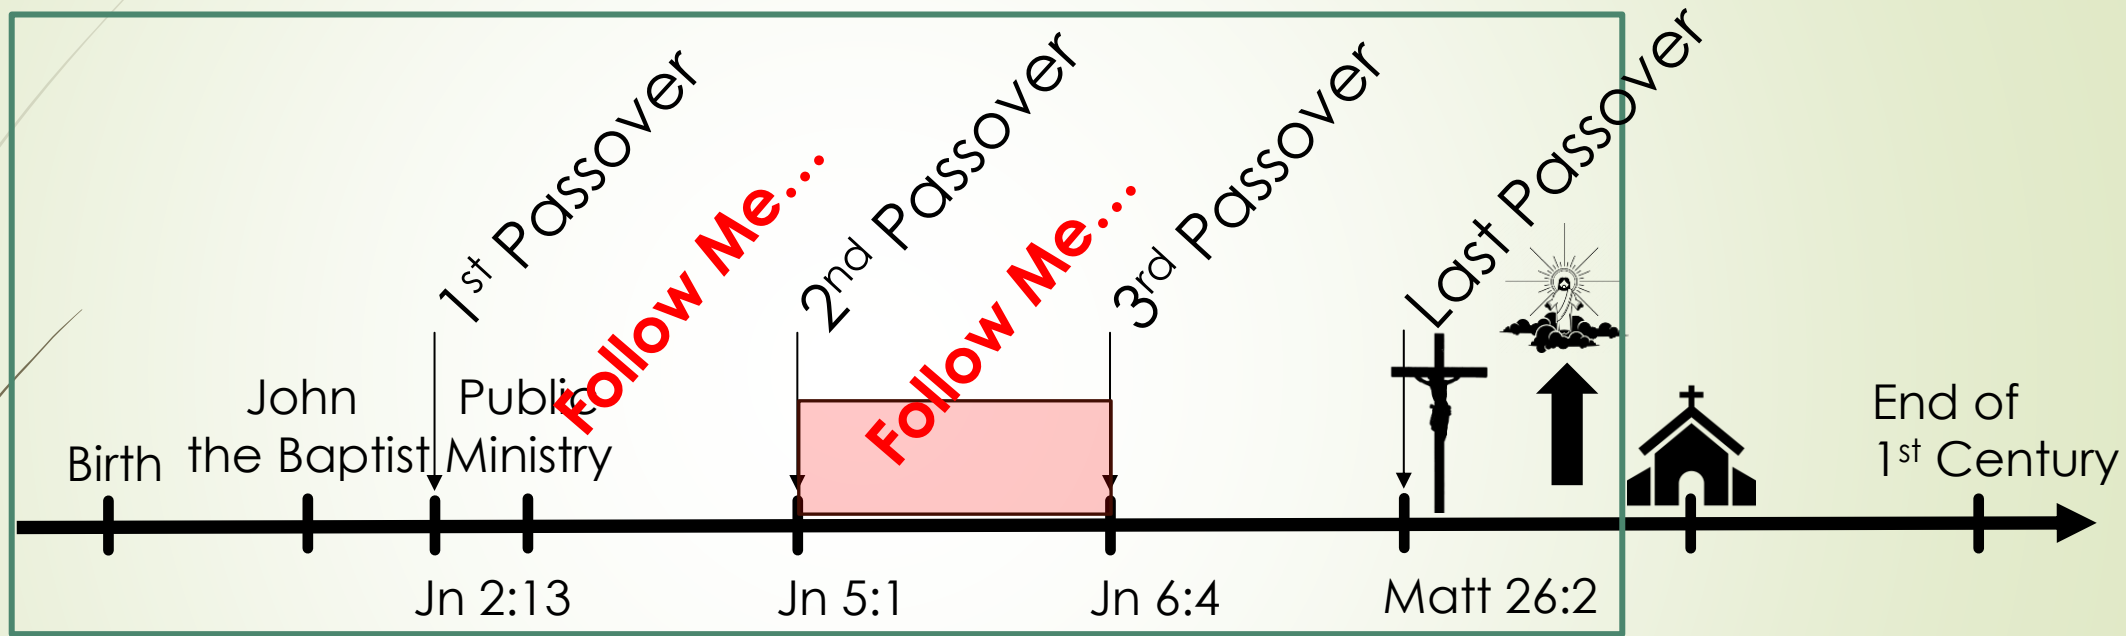 1st Passover
Follow Me...
2nd Passover
Follow Me...
3rd Passover
Last Passover
Birth
John
the Baptist
Public
Ministry
End of
1st Century
Jn 2:13
Jn 5:1
Jn 6:4
Matt 26:2